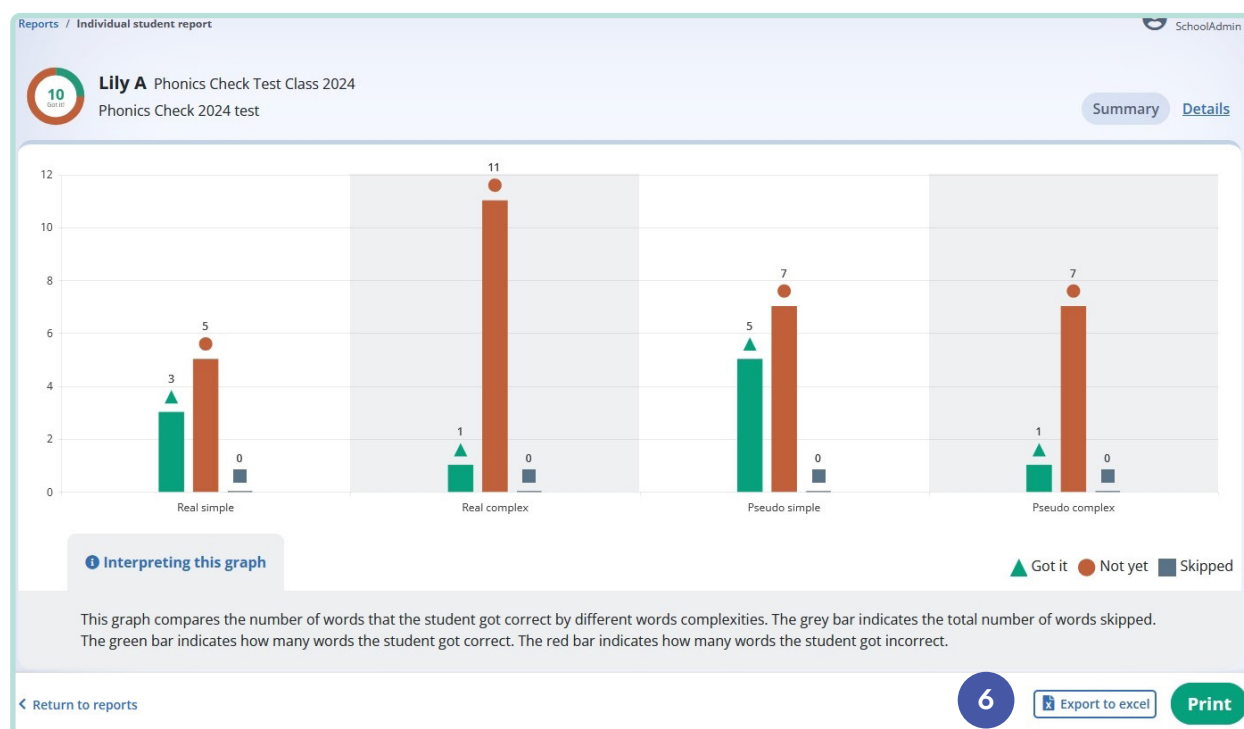 Reports / Individual student report
SchoolAdmin
10
Got it!
Lily A Phonics Check Test Class 2024
Phonics Check 2024 test
Summary Details
12
10
8
6
4
2
0
3
5
0
1
11
0
5
7
0
1
7
0
Real simple
Real complex
Pseudo simple
Pseudo complex
Interpreting this graph
Got it Not yet Skipped
This graph compares the number of words that the student got correct by different words complexities. The grey bar indicates the total number of words skipped.
The green bar indicates how many words the student got correct. The red bar indicates how many words the student got incorrect.
Return to reports
6
Export to excel
Print